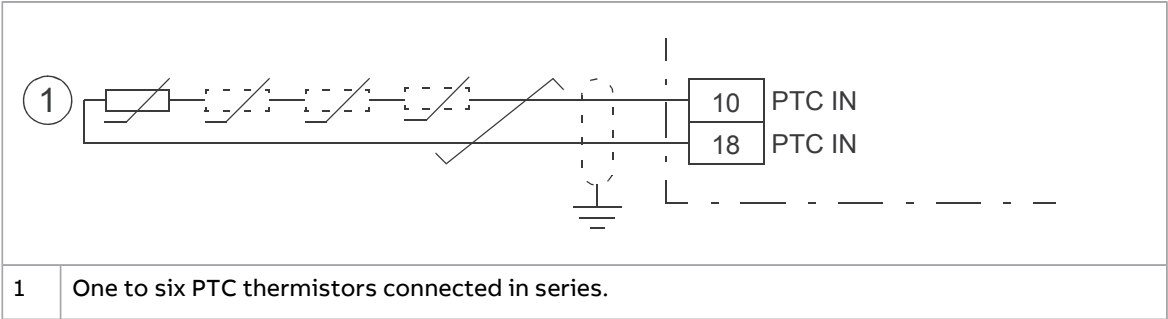 1
10 PTC IN
18 PTC IN
1 One to six PTC thermistors connected in series.